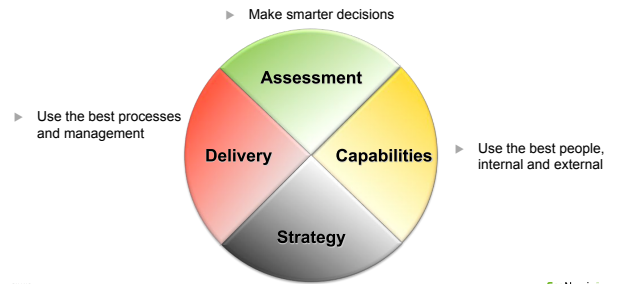 Make smarter decisions
Assessment
Use the best processes
and management
Delivery
Capabilities
Use the best people,
internal and external
Strategy